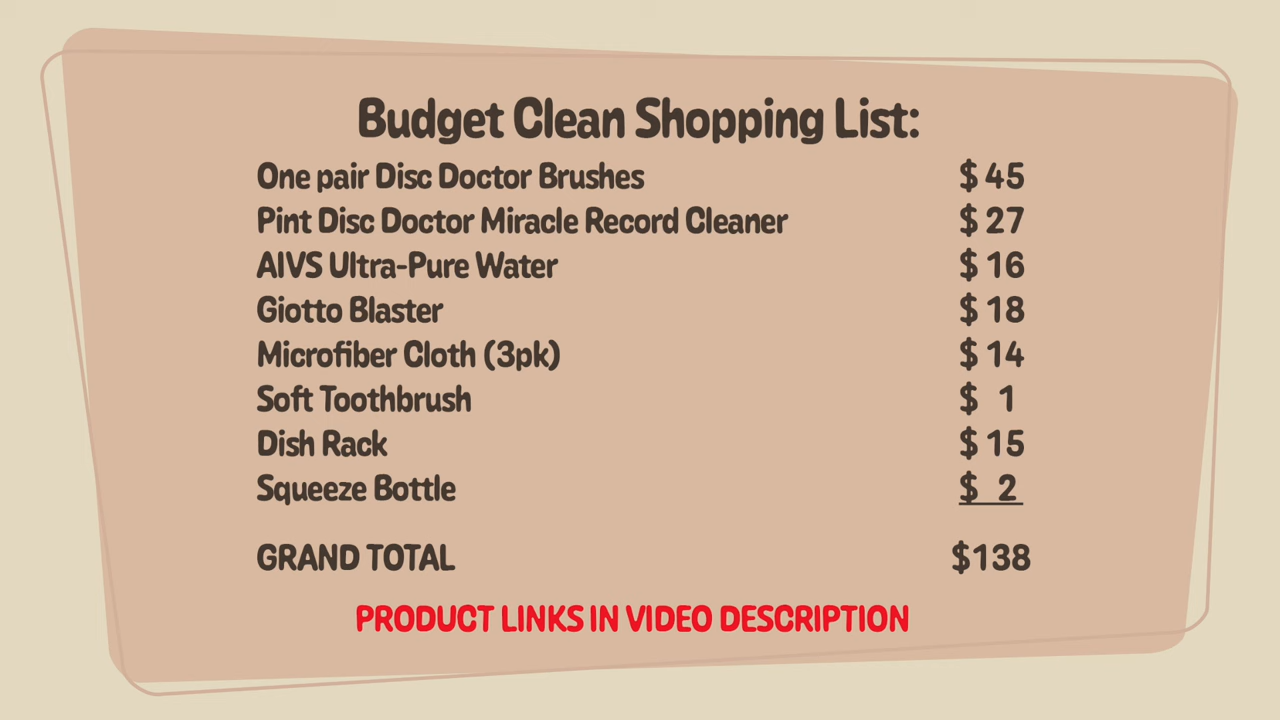 Budget Clean Shopping List:
One pair Disc Doctor Brushes $ 45
Pint Disc Doctor Miracle Record Cleaner $ 27
AIVS Ultra-Pure Water $ 16
Giotto Blaster $ 18
Microfiber Cloth (3pk) $ 14
Soft Toothbrush $ 1
Dish Rack $ 15
Squeeze Bottle $ 2
GRAND TOTAL $138
PRODUCT LINKS IN VIDEO DESCRIPTION